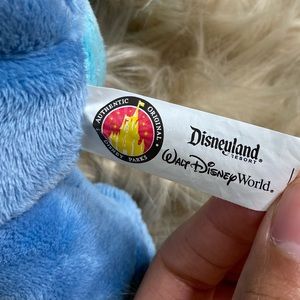 AUTHENTIC ORIGINAL
DISNEY PARKS
Disneyland®
RESORT
WALT DISNEY World®